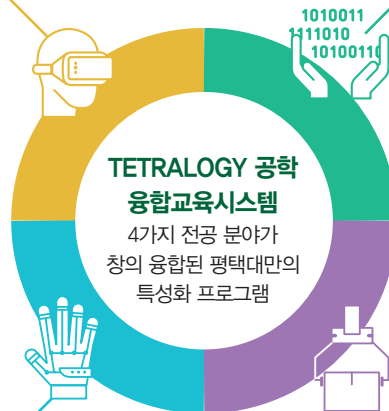 1010011
1111010
10100110
TETRALOGY 공학
융합교육시스템
4가지 전공 분야가
창의 융합된 평택대만의
특성화 프로그램